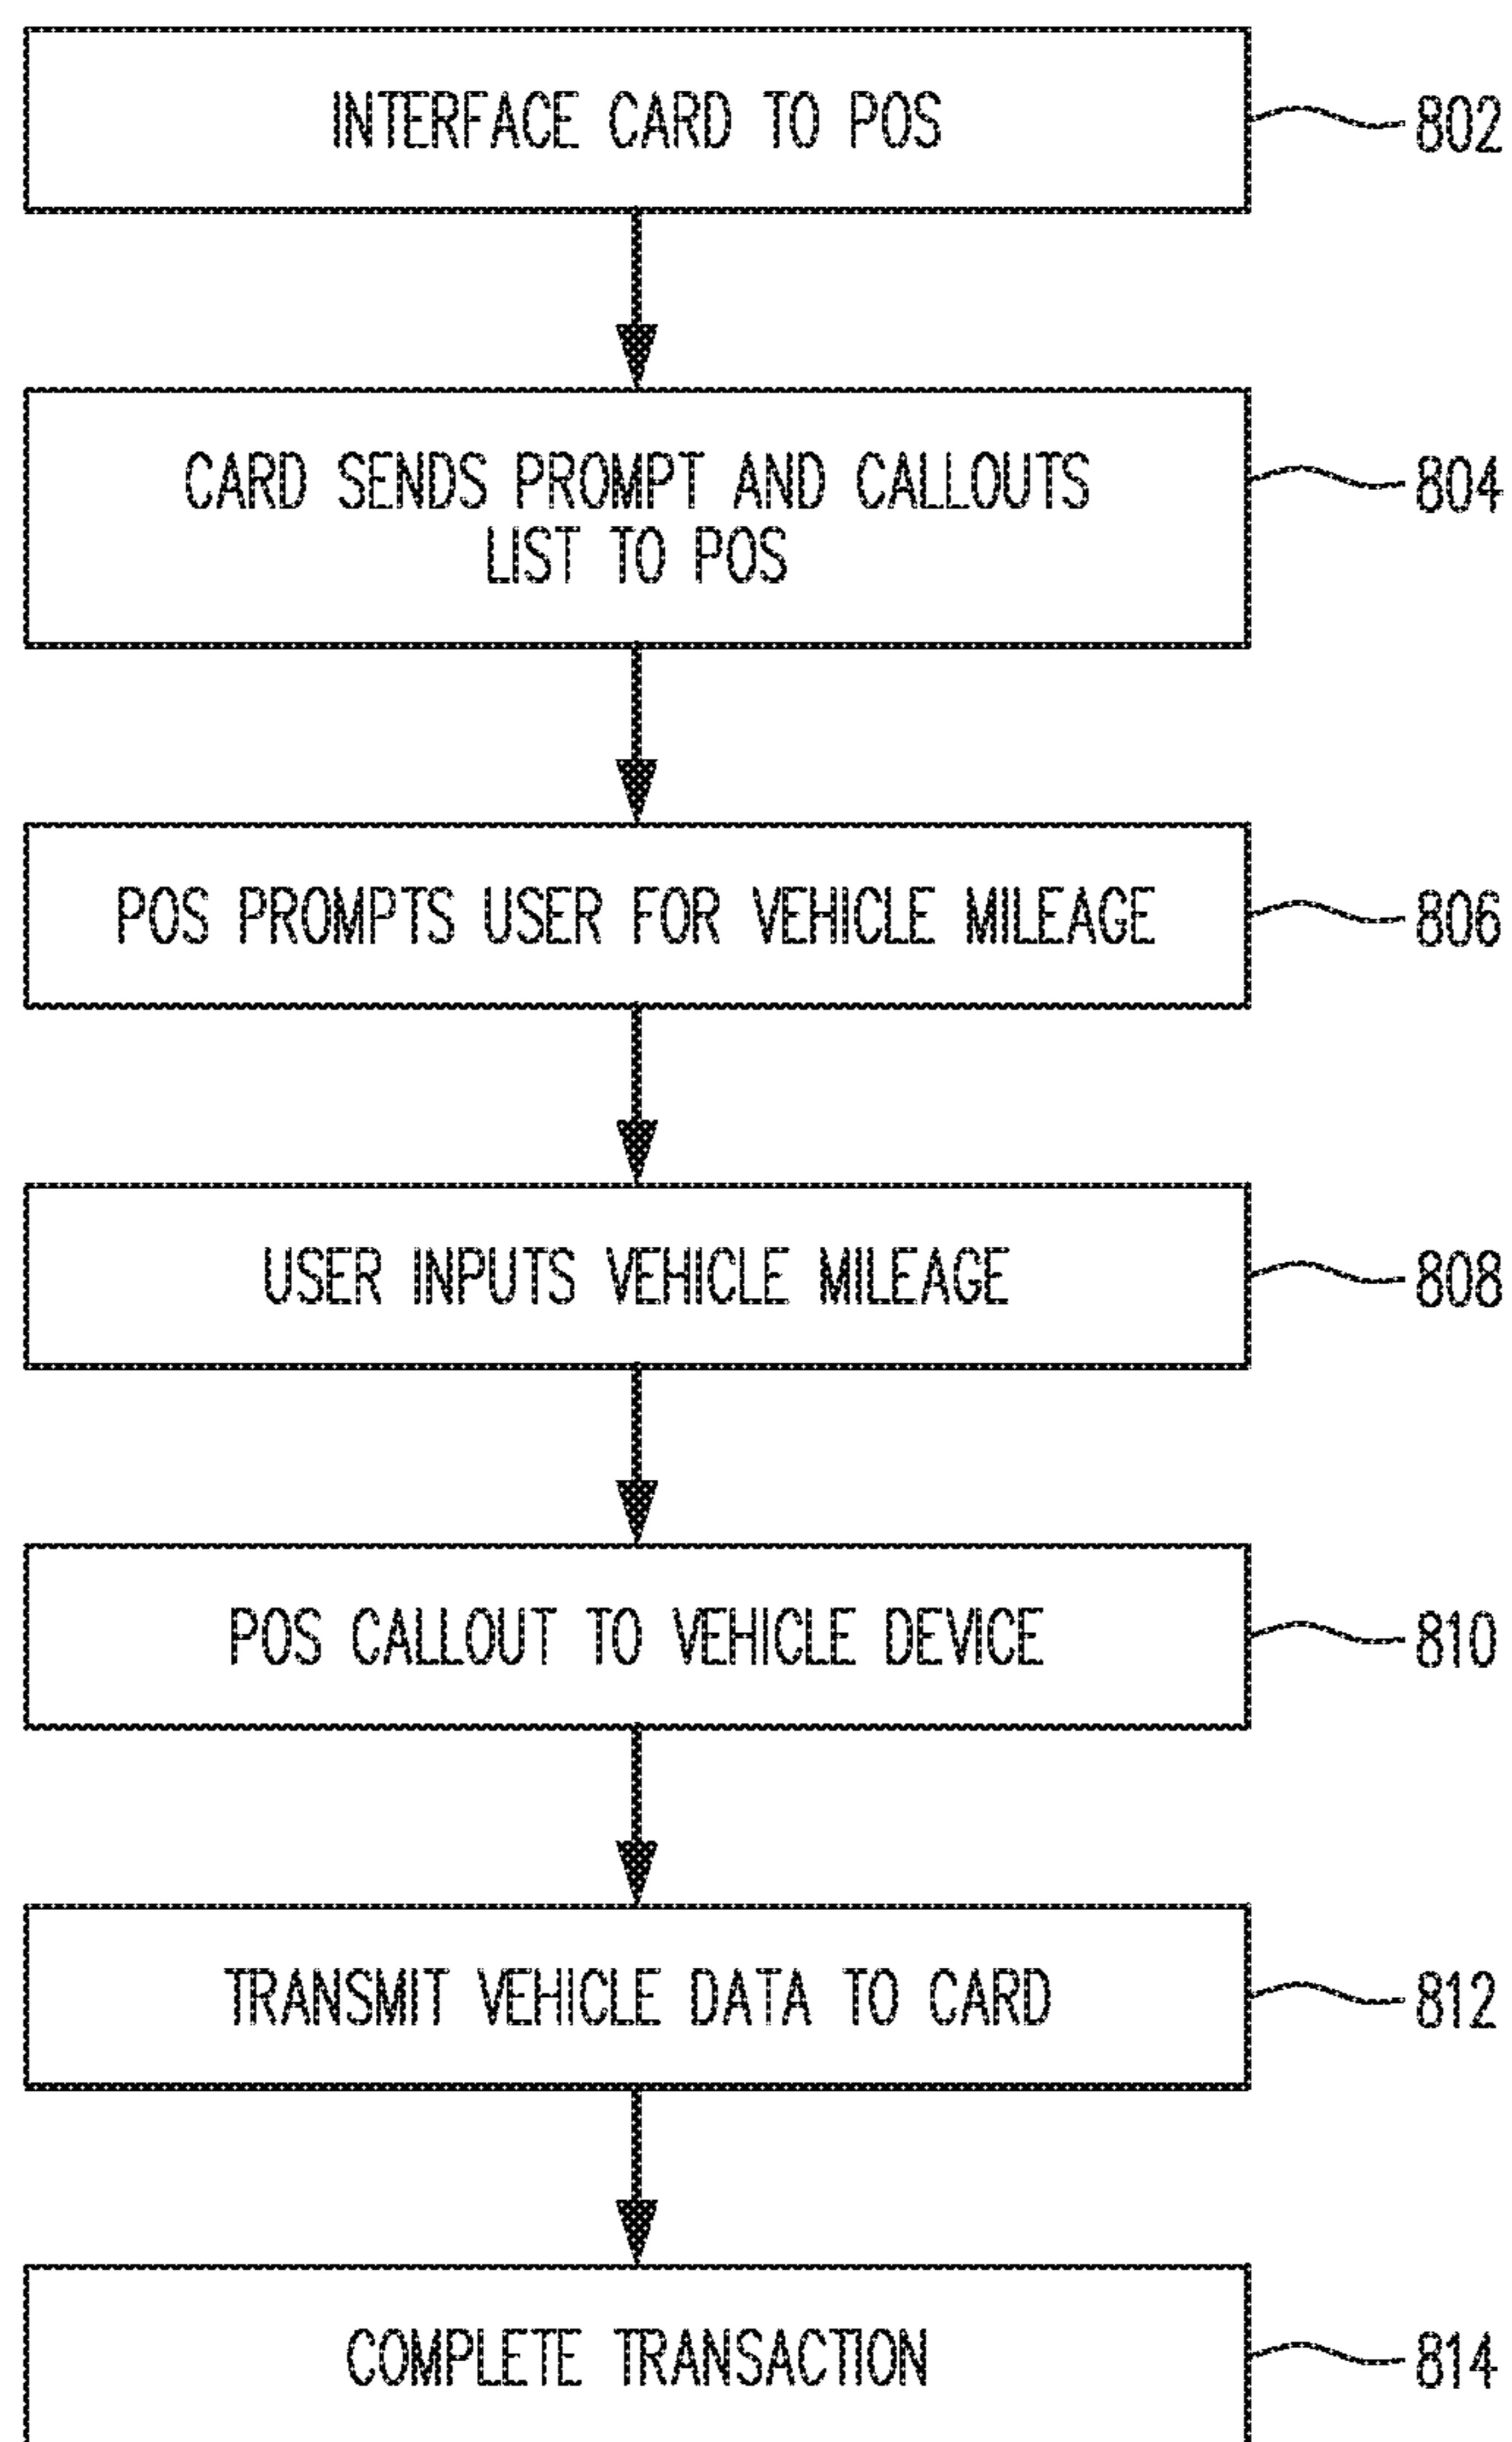 INTERFACE CARD TO POS
802
CARD SENDS PROMPT AND CALLOUTS
LIST TO POS
804
POS PROMPTS USER FOR VEHICLE MILEAGE
806
USER INPUTS VEHICLE MILEAGE
808
POS CALLOUT TO VEHICLE DEVICE
810
TRANSMIT VEHICLE DATA TO CARD
812
COMPLETE TRANSACTION
814